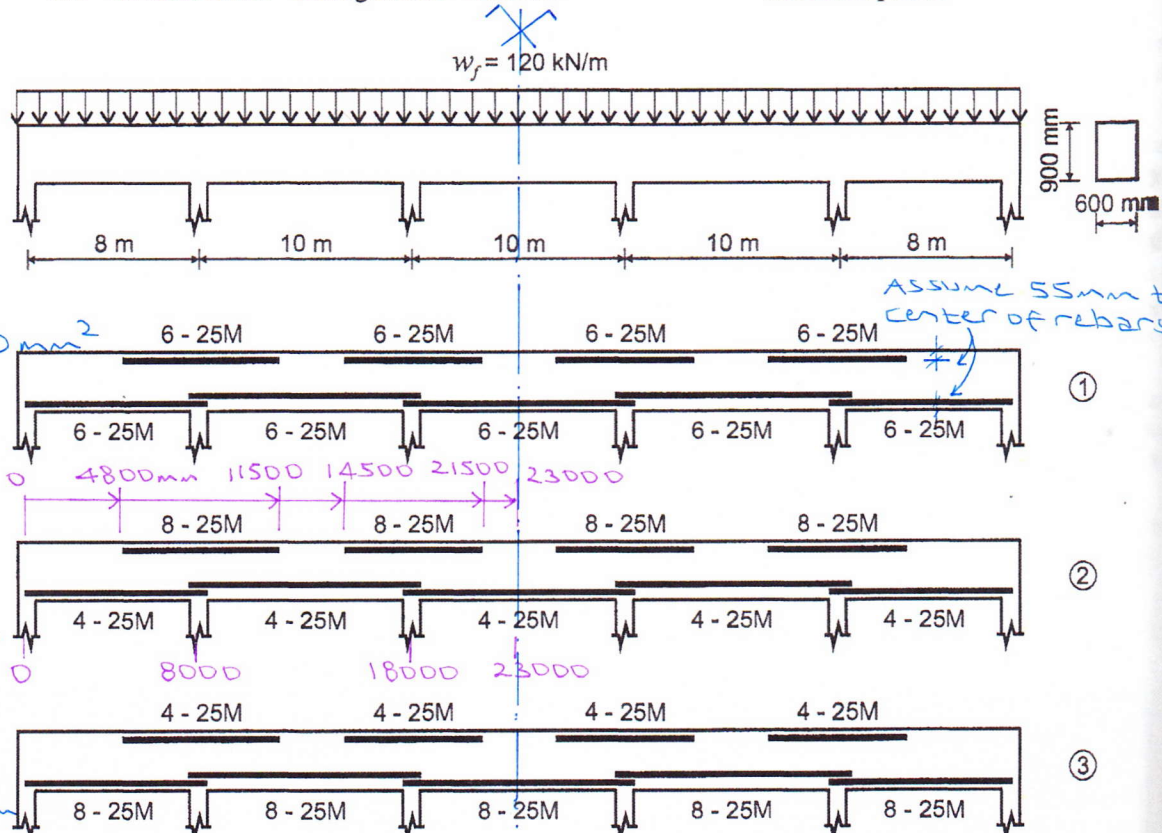 w_f = 120 kN/m
900 mm
600 mm
8 m 10 m 10 m 10 m 8 m
Assume 55mm
center of rebars
mm²
6 - 25M 6 - 25M 6 - 25M 6 - 25M
①
6 - 25M 6 - 25M 6 - 25M 6 - 25M 6 - 25M
0 4800mm 11500 14500 21500 23000
8 - 25M 8 - 25M 8 - 25M 8 - 25M
②
4 - 25M 4 - 25M 4 - 25M 4 - 25M 4 - 25M
0 8000 18000 23000
4 - 25M 4 - 25M 4 - 25M 4 - 25M
③
8 - 25M 8 - 25M 8 - 25M 8 - 25M 8 - 25M